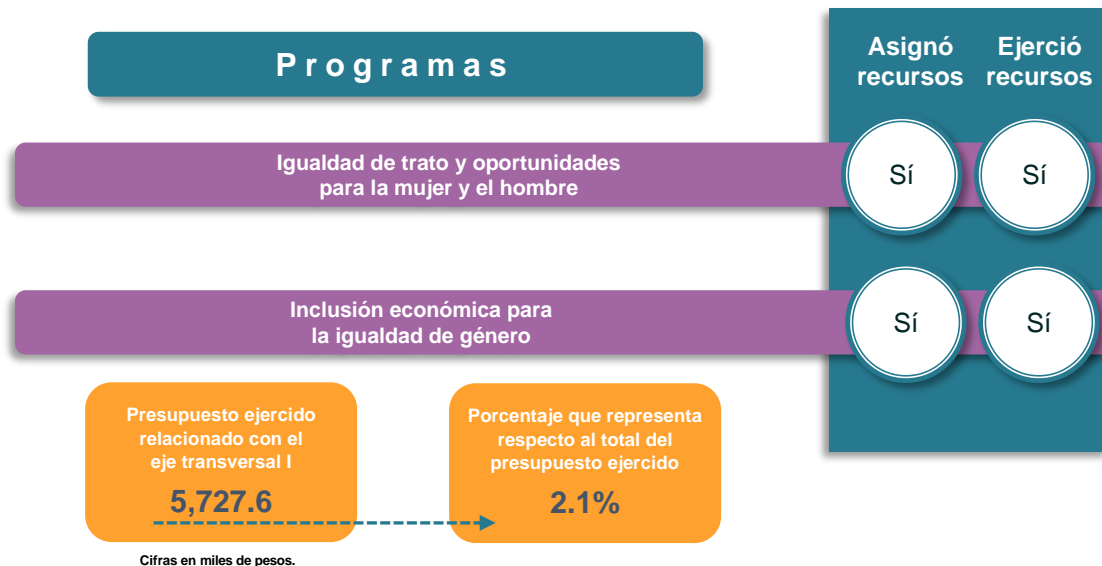 Programas
Asignó
recursos
Ejerció
recursos
Igualdad de trato y oportunidades
para la mujer y el hombre
Sí
Sí
Inclusión económica para
la igualdad de género
Sí
Sí
Presupuesto ejercido
relacionado con el
eje transversal I
5,727.6
Porcentaje que representa
respecto al total del
presupuesto ejercido
2.1%
Cifras en miles de pesos.